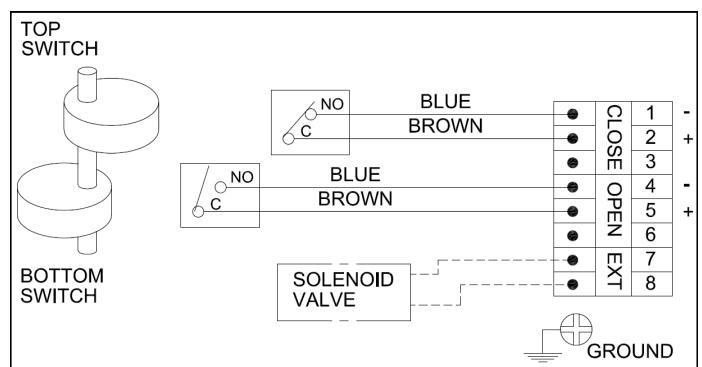 TOP
SWITCH
NO
C
BLUE
BROWN
NO
C
BLUE
BROWN
CLOSE
OPEN
EXT
1 -
2 +
3
4 -
5 +
6
7
8
BOTTOM
SWITCH
SOLENOID
VALVE
GROUND